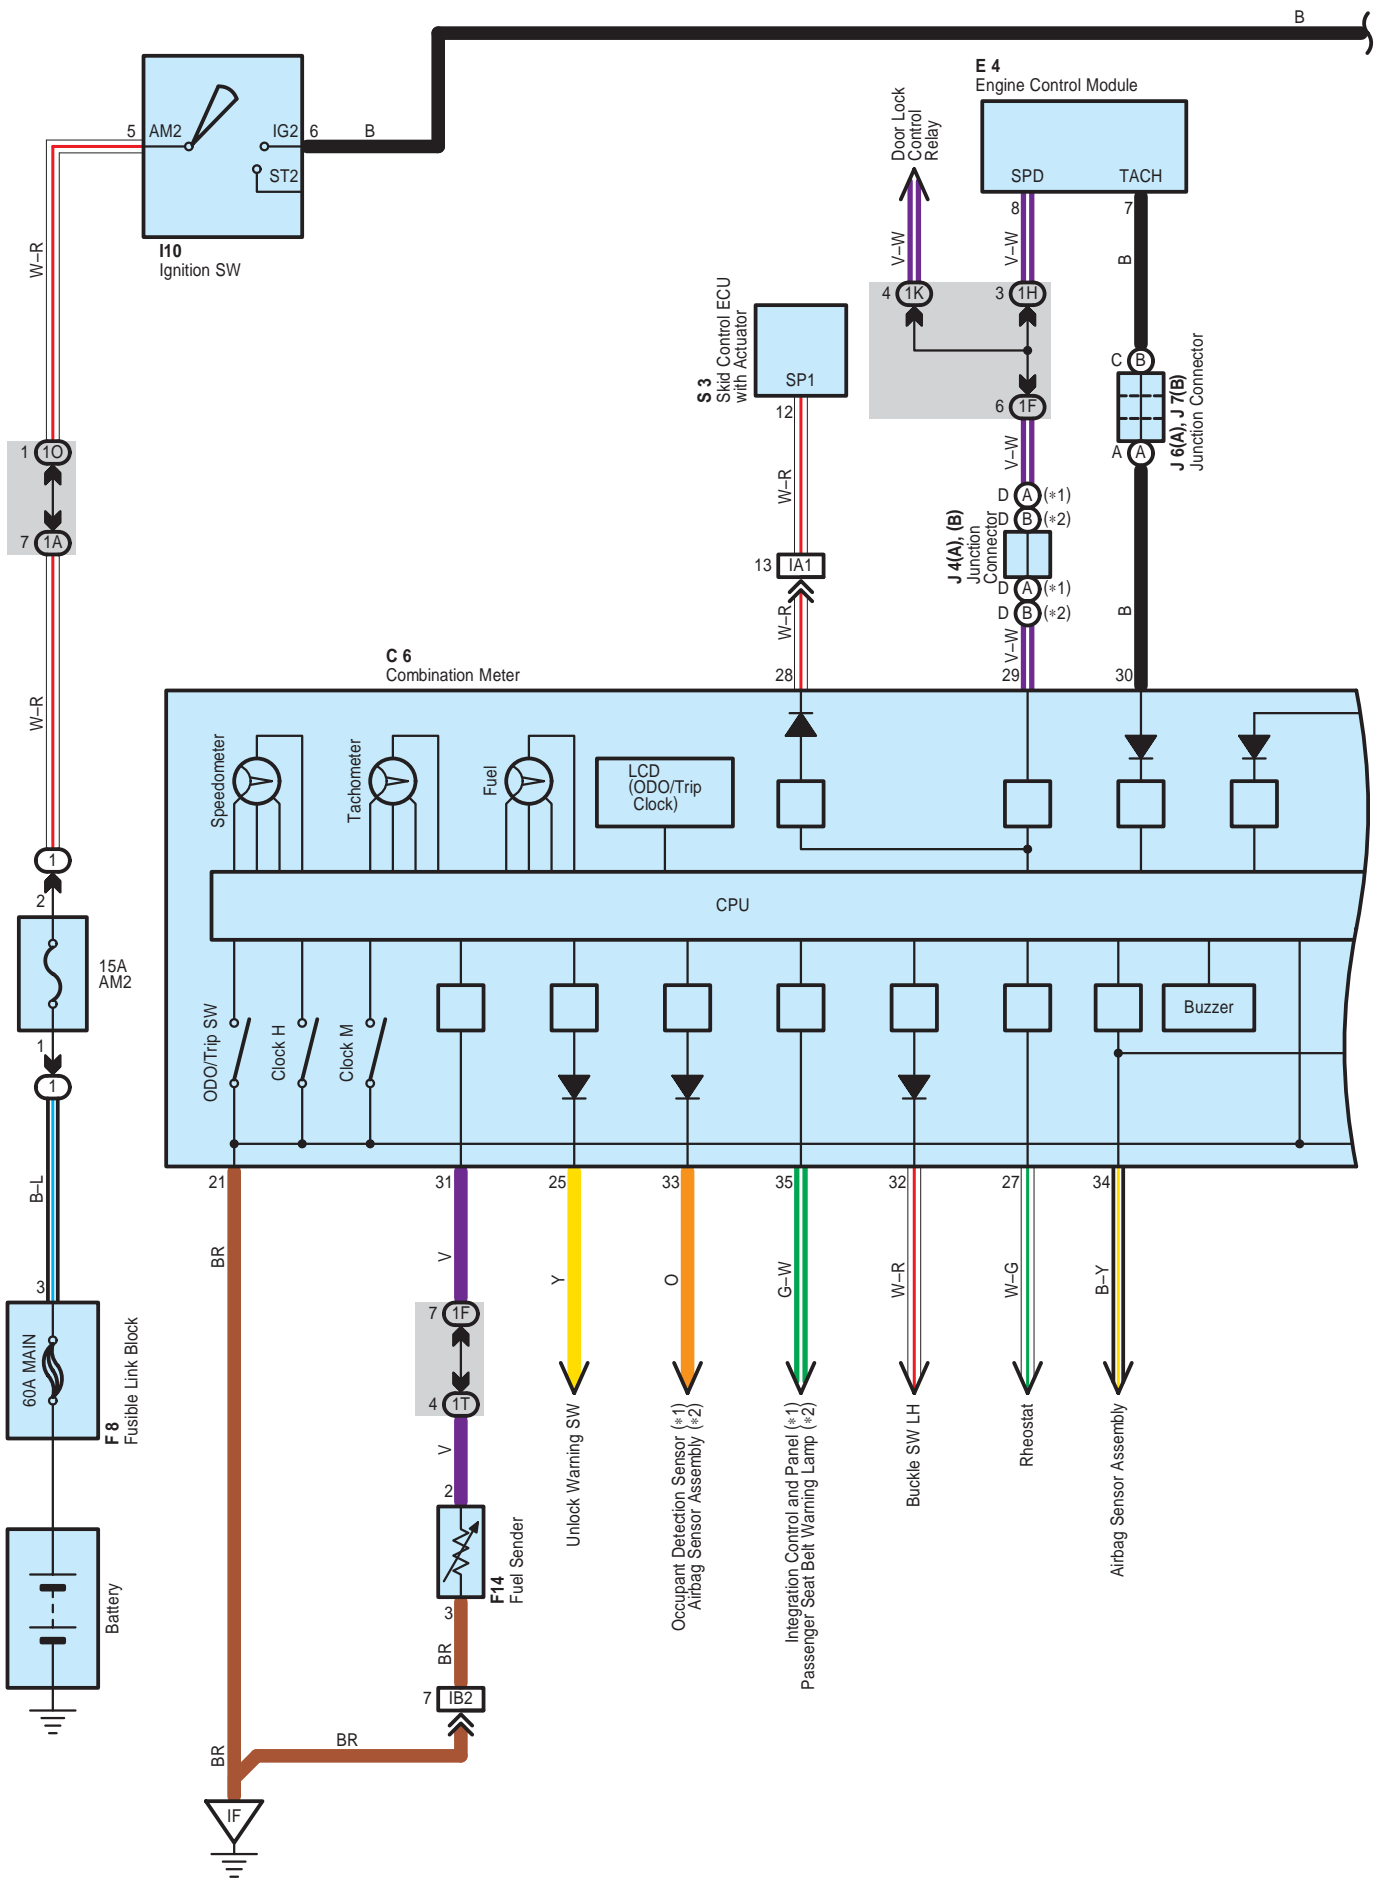 B
E 4
Engine Control Module
SPD
TACH
8
7
5
AM2
IG2
6
B
ST2
I10
Ignition SW
W–R
Door Lock
Control
Relay
V–W
V–W
B
4
1K
3
1H
6
1F
S 3
Skid Control ECU
with Actuator
SP1
12
W–R
13
IA1
W–R
28
C
B
J 6(A), J 7(B)
Junction Connector
A
A
V–W
D
A
(∗1)
D
B
(∗2)
J 4(A), (B)
Junction
Connector
D
A
(∗1)
D
B
(∗2)
V–W
29
B
30
1
1O
7
1A
W–R
C 6
Combination Meter
Speedometer
Tachometer
Fuel
LCD
(ODO/Trip
Clock)
CPU
1
2
15A
AM2
1
1
ODO/Trip SW
Clock H
Clock M
Buzzer
B–L
3
60A MAIN
F 8
Fusible Link Block
Battery
21
31
25
33
35
32
27
34
BR
V
Y
O
G–W
W–R
W–G
B–Y
7
1F
4
1T
V
2
F14
Fuel Sender
3
BR
7
IB2
BR
BR
IF
Unlock Warning SW
Occupant Detection Sensor (∗1)
Airbag Sensor Assembly (∗2)
Integration Control and Panel (∗1)
Passenger Seat Belt Warning Lamp (∗2)
Buckle SW LH
Rheostat
Airbag Sensor Assembly